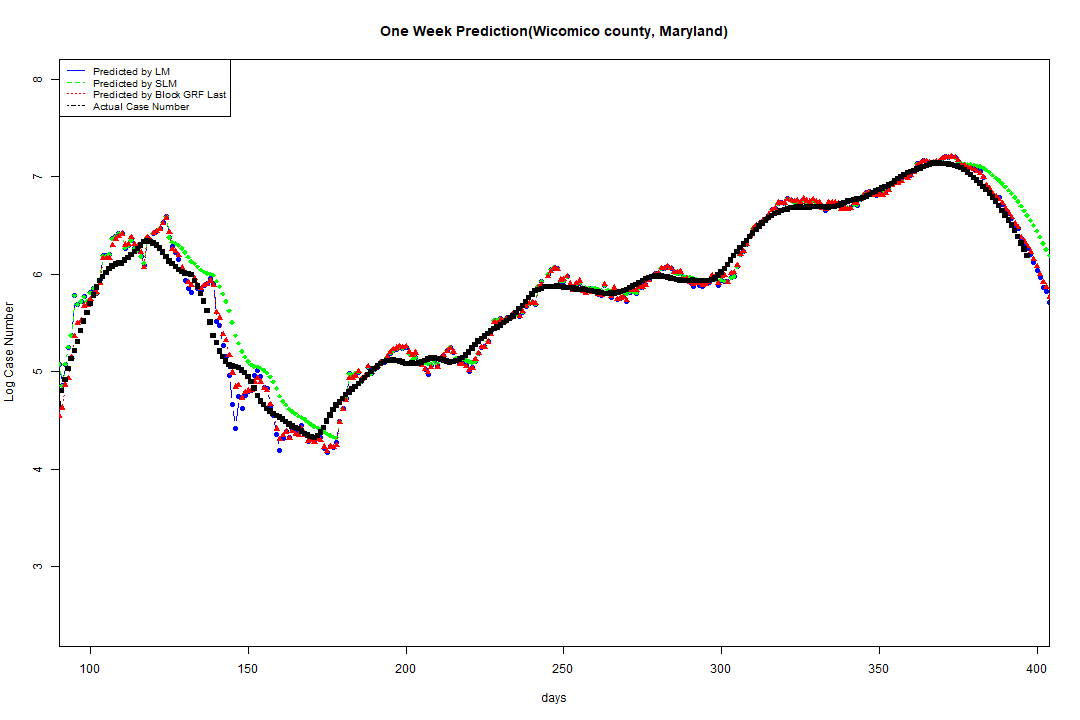 One Week Prediction(Wicomico county, Maryland)
Predicted by LM
Predicted by SLM
Predicted by Block GRF Last
Actual Case Number
8
7
6
5
4
3
Log Case Number
100 150 200 250 300 350 400
days